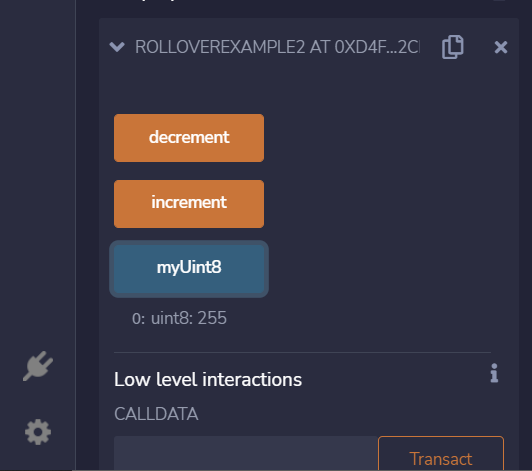 ROLLOVEREXAMPLE2 AT 0XD4F...2C
decrement
increment
myUint8
0: uint8: 255
Low level interactions
CALLDATA
Transact